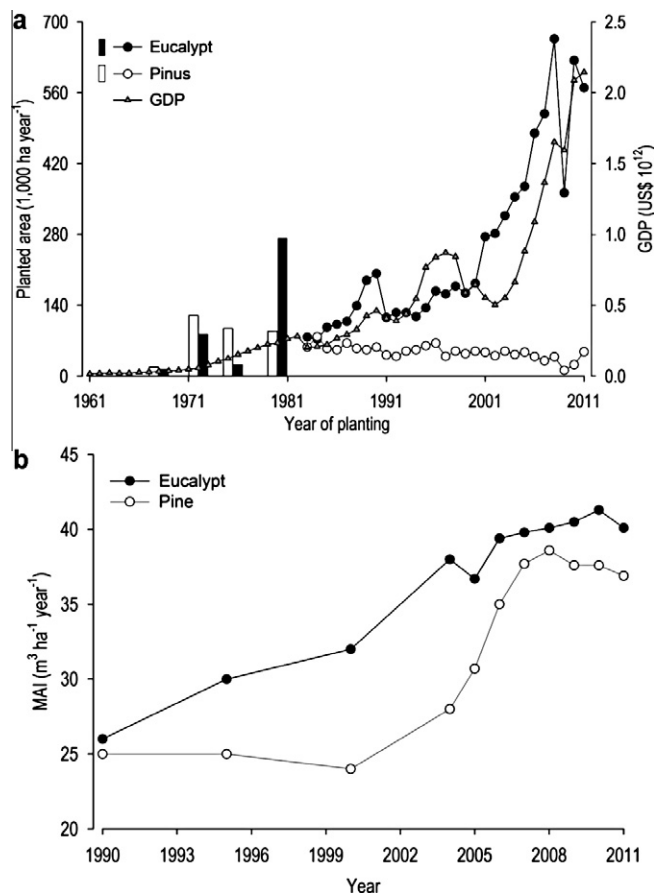 a
700
560
420
280
140
0
Planted area (1,000 ha year⁻¹)
Eucalypt
Pinus
GDP
2.5
2.0
1.5
1.0
0.5
0.0
GDP (US$ 10¹²)
1961 1971 1981 1991 2001 2011
Year of planting
b
45
40
35
30
25
20
MAI (m³ ha⁻¹ year⁻¹)
Eucalypt
Pine
1990 1993 1996 1999 2002 2005 2008 2011
Year